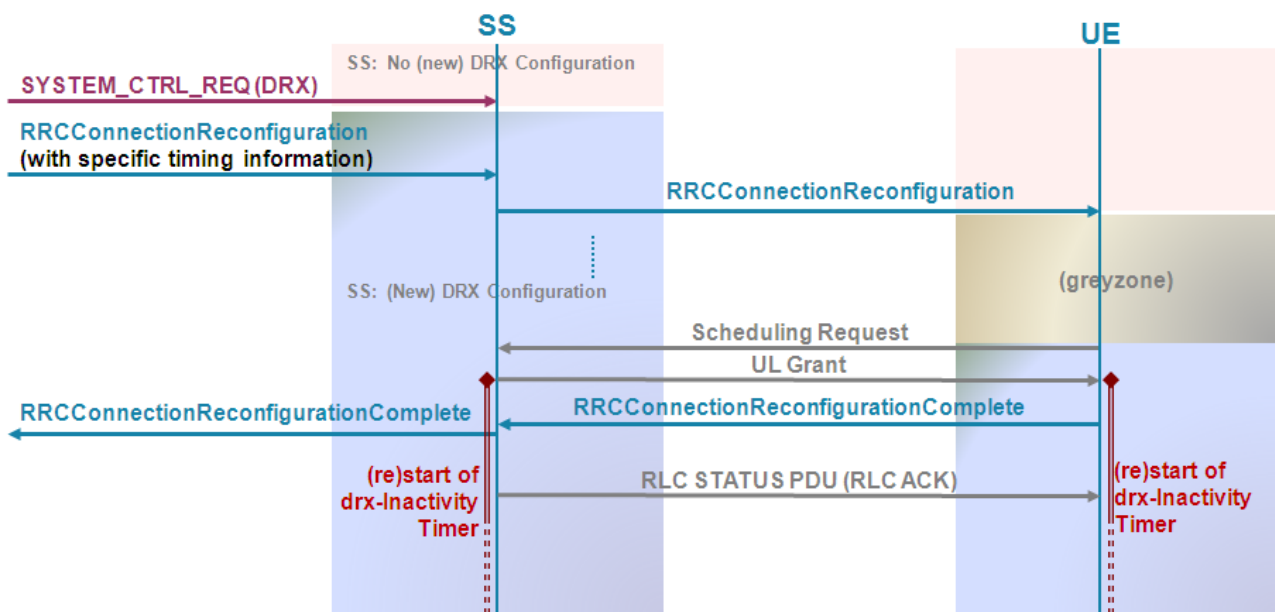 SS
UE
SS: No (new) DRX Configuration
SYSTEM_CTRL_REQ (DRX)
RRCConnectionReconfiguration
(with specific timing information)
RRCConnectionReconfiguration
(greyzone)
SS: (New) DRX Configuration
Scheduling Request
UL Grant
RRCConnectionReconfigurationComplete
RRCConnectionReconfigurationComplete
(re)start of
drx-Inactivity
Timer
RLC STATUS PDU (RLC ACK)
(re)start of
drx-Inactivity
Timer